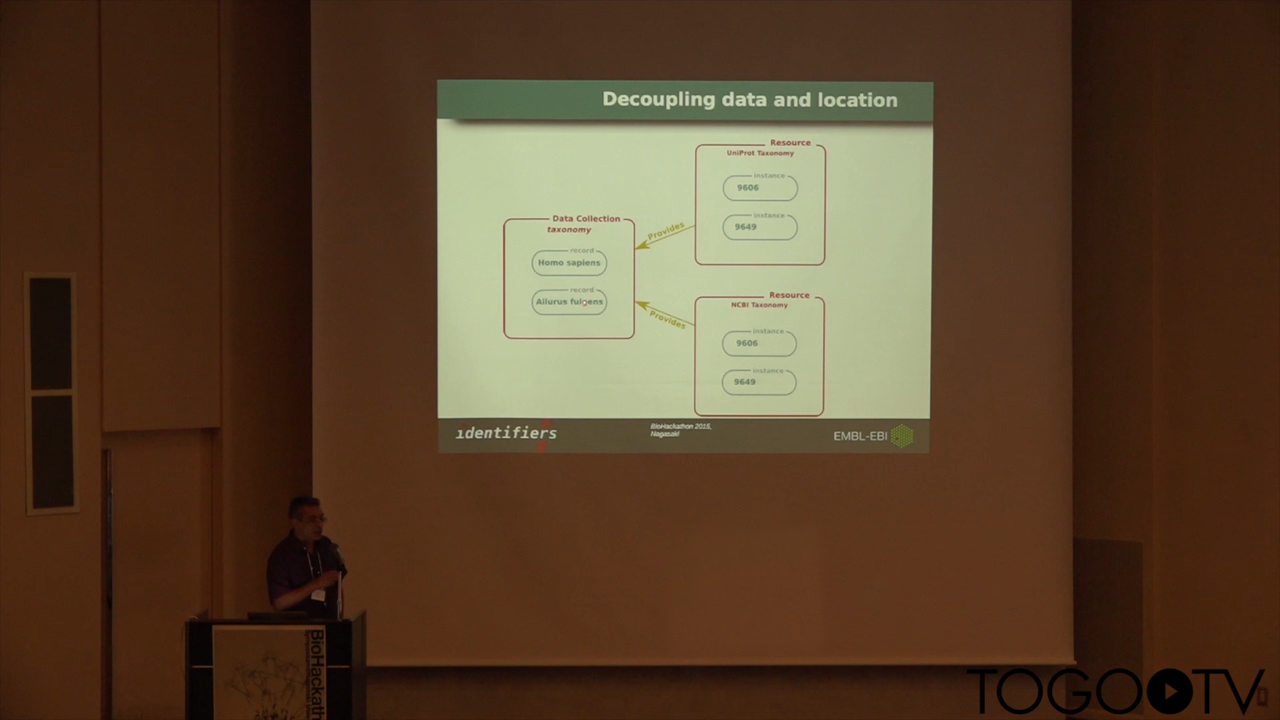 Decoupling data and location
Resource
UniProt Taxonomy
instance
9606
instance
9649
Data Collection
taxonomy
record
Homo sapiens
record
Ailurus fulgens
Provides
Provides
Resource
NCBI Taxonomy
instance
9606
instance
9649
identifiers
BioHackathon 2015,
Nagasaki
EMBL-EBI
BioHackath
TOGOTV